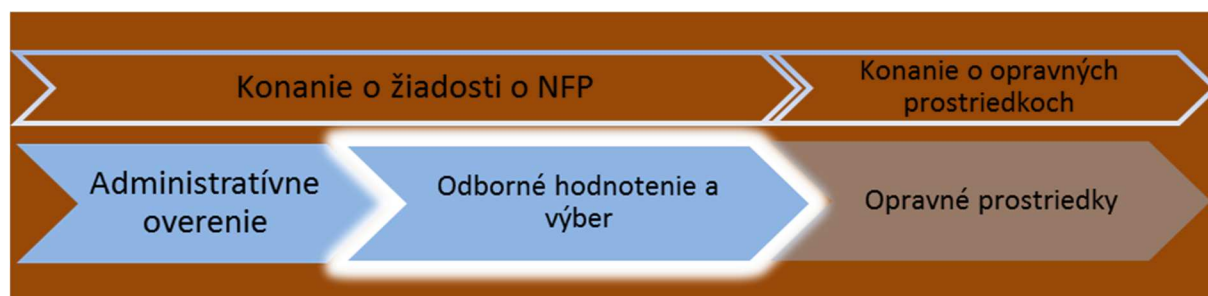 Konanie o žiadosti o NFP
Konanie o opravných
prostriedkoch
Administratívne
overenie
Odborné hodnotenie a
výber
Opravné prostriedky